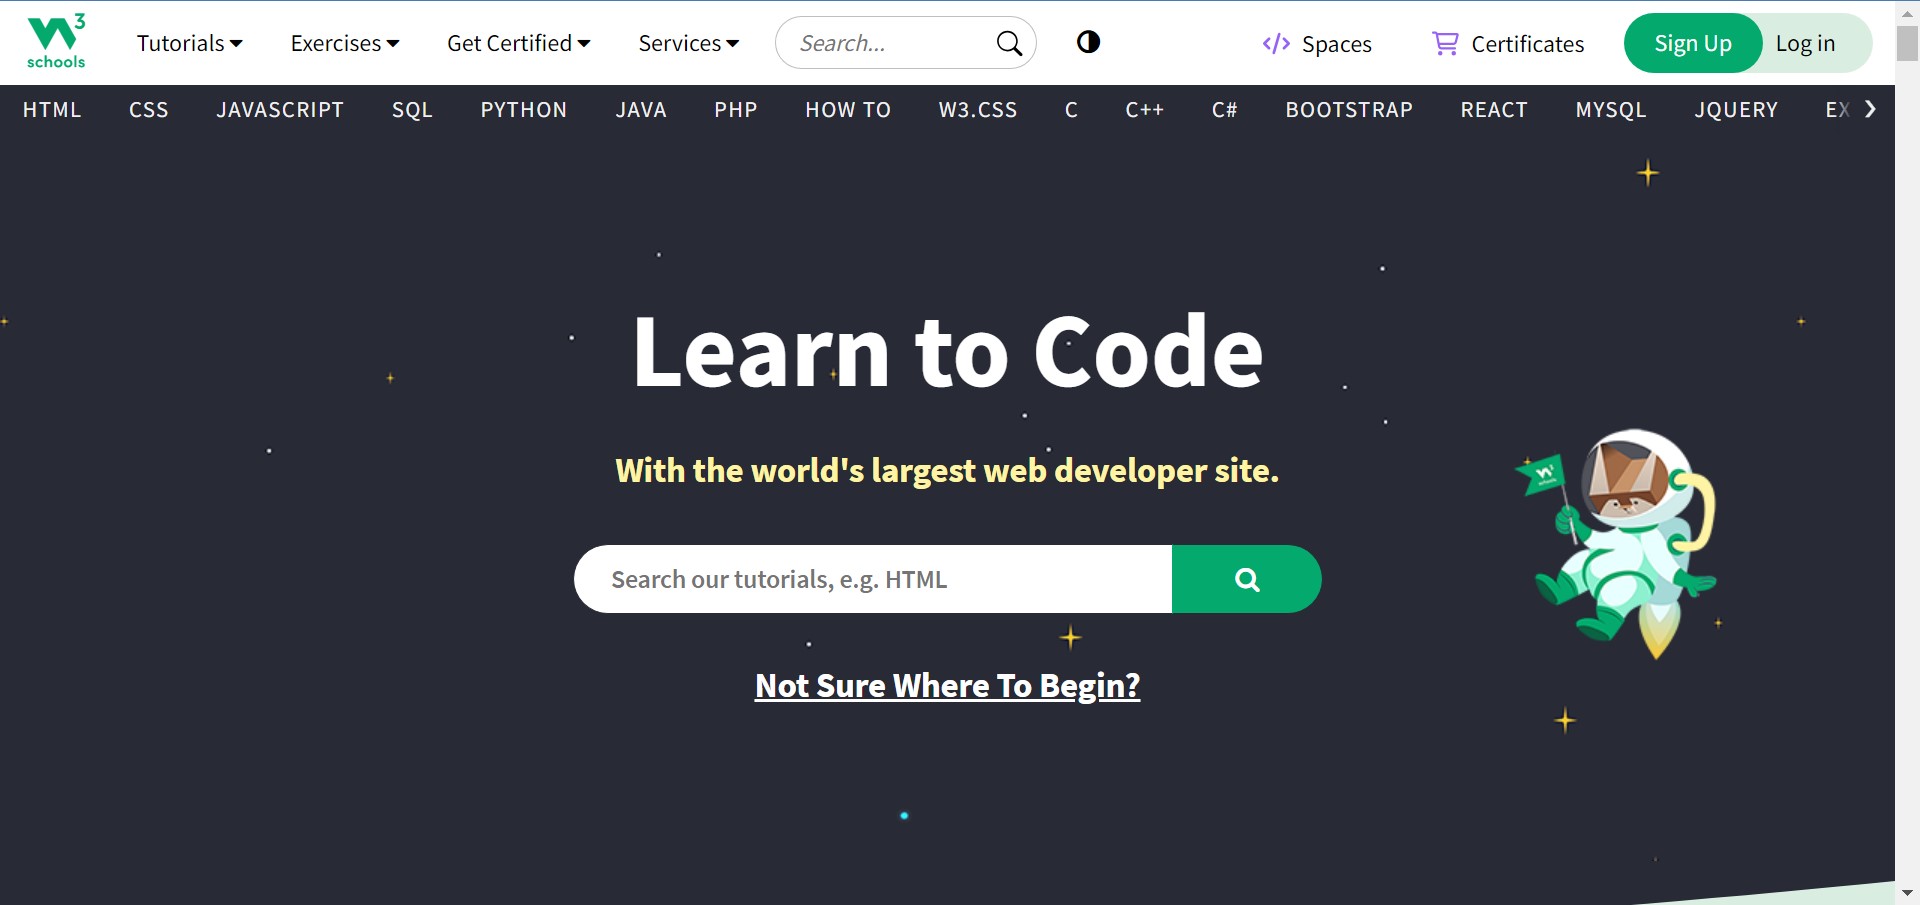 W3 schools
Tutorials Exercises Get Certified Services Search... Spaces Certificates Sign Up Log in
HTML CSS JAVASCRIPT SQL PYTHON JAVA PHP HOW TO W3.CSS C C++ C# BOOTSTRAP REACT MYSQL JQUERY EX
Learn to Code
With the world's largest web developer site.
Search our tutorials, e.g. HTML
Not Sure Where To Begin?